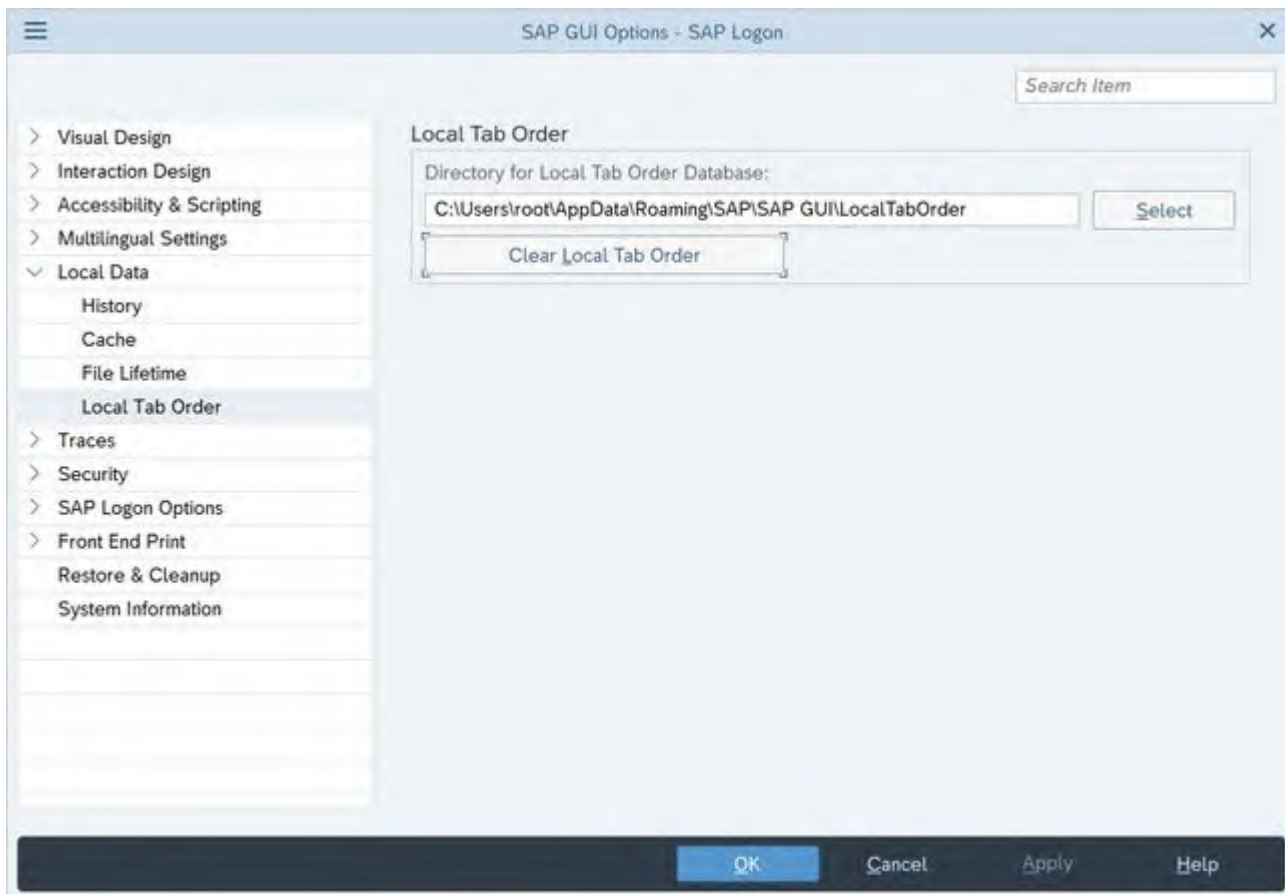 SAP GUI Options - SAP Logon
Search Item
Visual Design
Interaction Design
Accessibility & Scripting
Multilingual Settings
Local Data
History
Cache
File Lifetime
Local Tab Order
Traces
Security
SAP Logon Options
Front End Print
Restore & Cleanup
System Information
Local Tab Order
Directory for Local Tab Order Database:
C:\Users\root\AppData\Roaming\SAP\SAP GUI\LocalTabOrder
Select
Clear Local Tab Order
OK
Cancel
Apply
Help